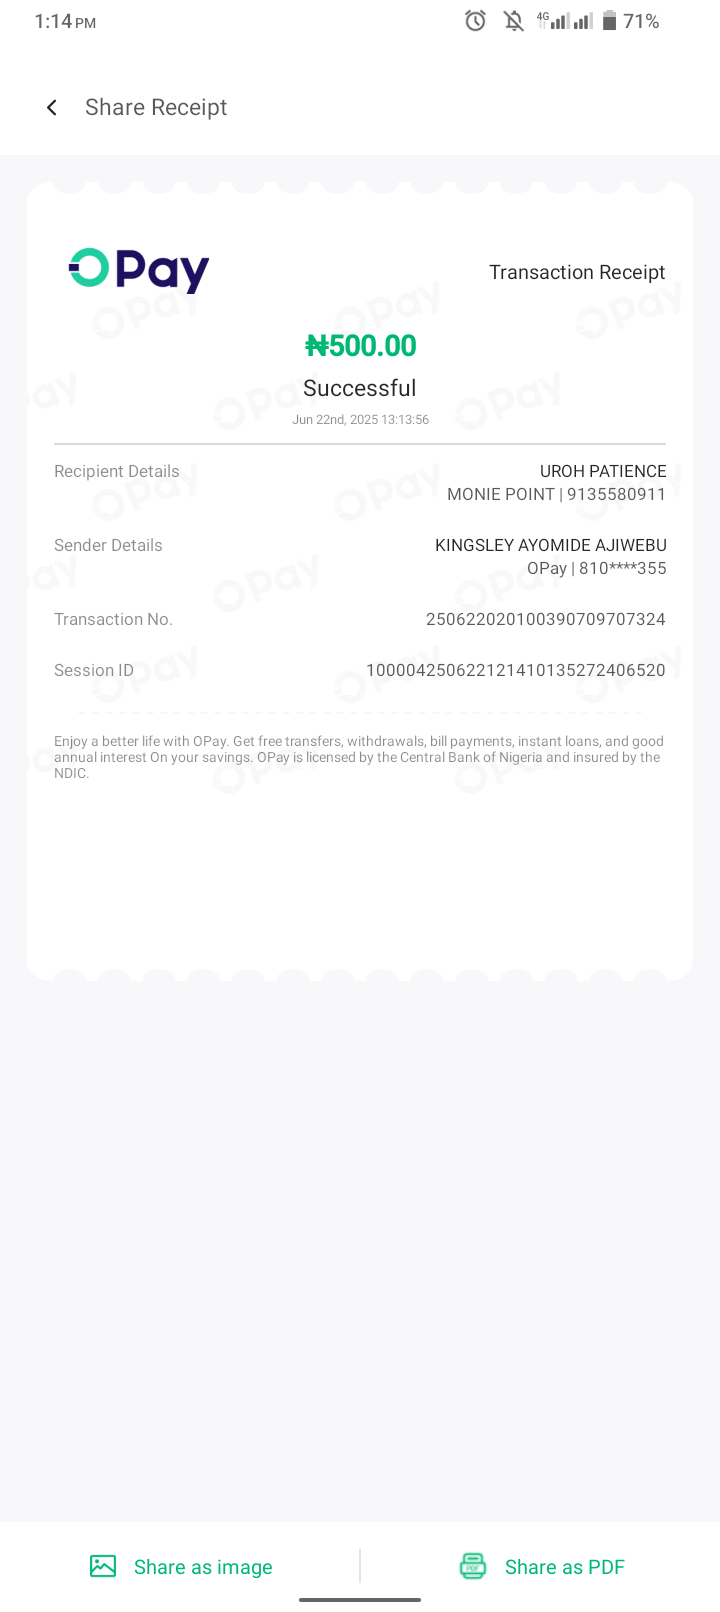 1:14 PM
4G
71%
Share Receipt
OPay
Transaction Receipt
₦500.00
Successful
Jun 22nd, 2025 13:13:56
Recipient Details
UROH PATIENCE
MONIE POINT | 9135580911
Sender Details
KINGSLEY AYOMIDE AJIWEBU
OPay | 810****355
Transaction No.
250622020100390709707324
Session ID
100004250622121410135272406520
Enjoy a better life with OPay. Get free transfers, withdrawals, bill payments, instant loans, and good
annual interest On your savings. OPay is licensed by the Central Bank of Nigeria and insured by the
NDIC.
Share as image
PDF
Share as PDF